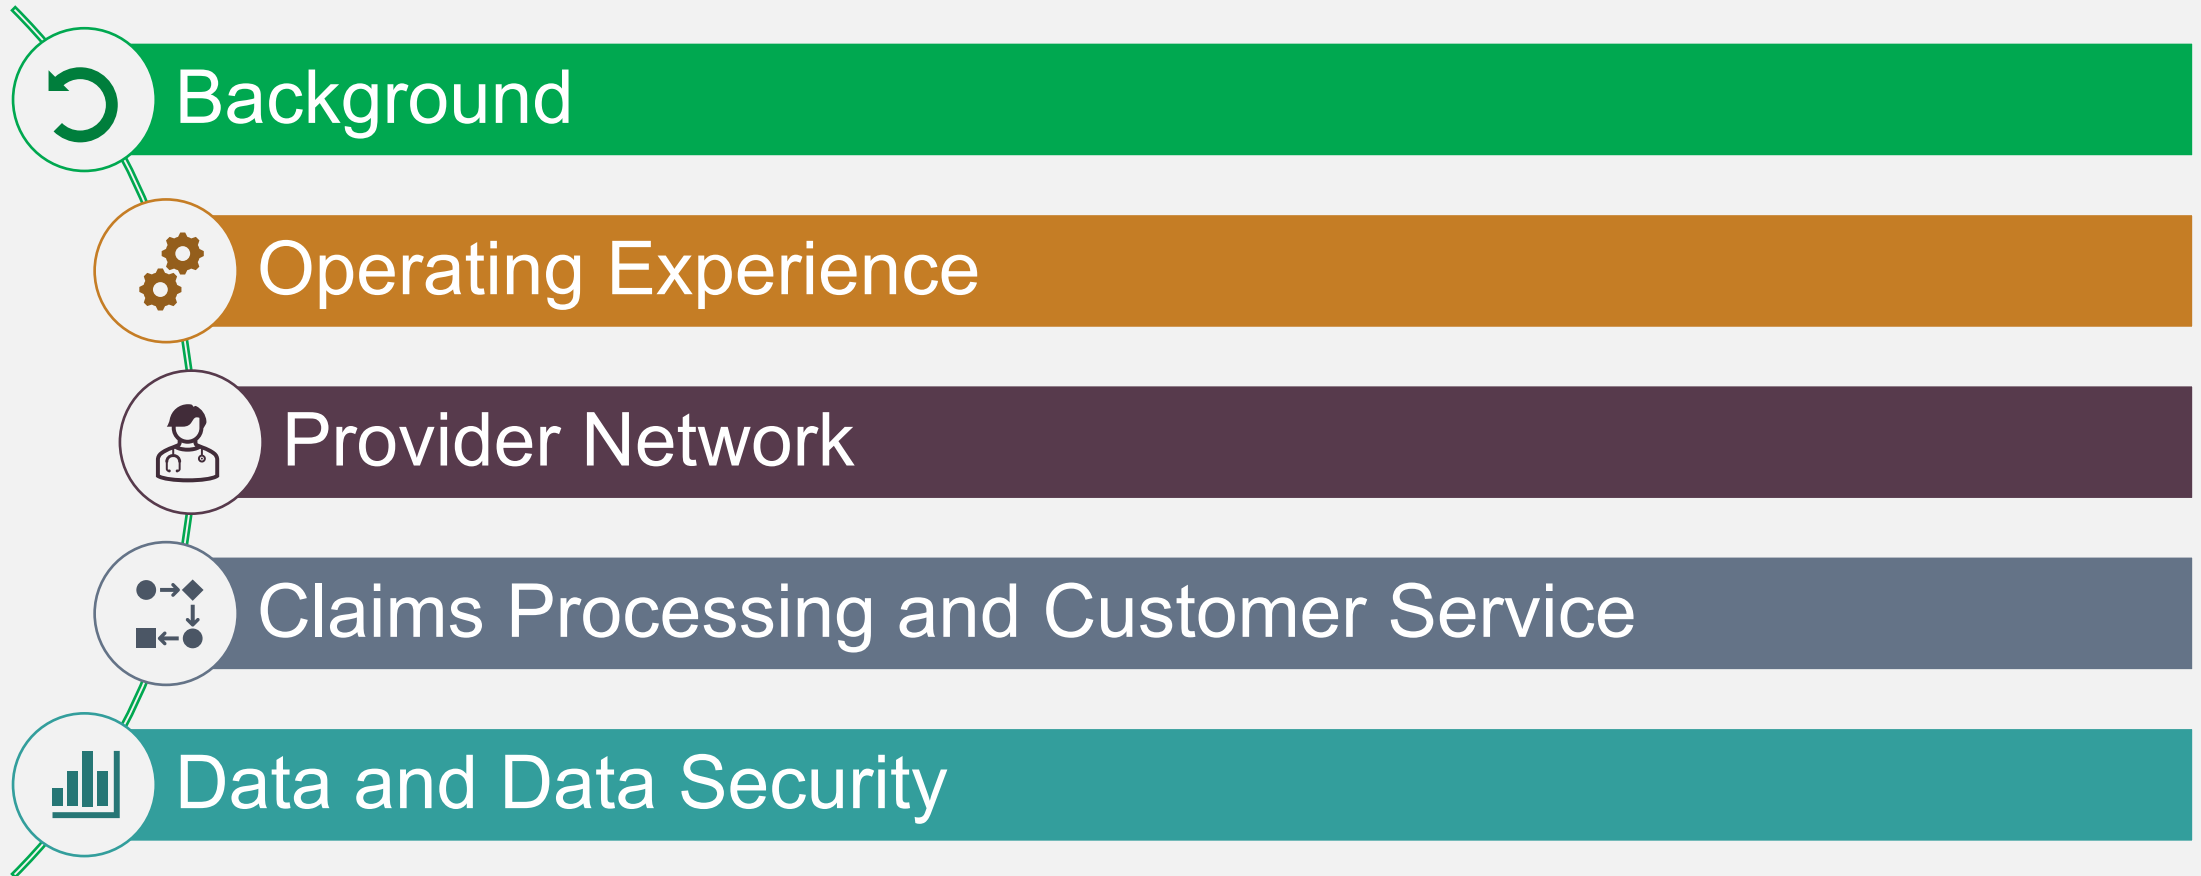 Background
Operating Experience
Provider Network
Claims Processing and Customer Service
Data and Data Security